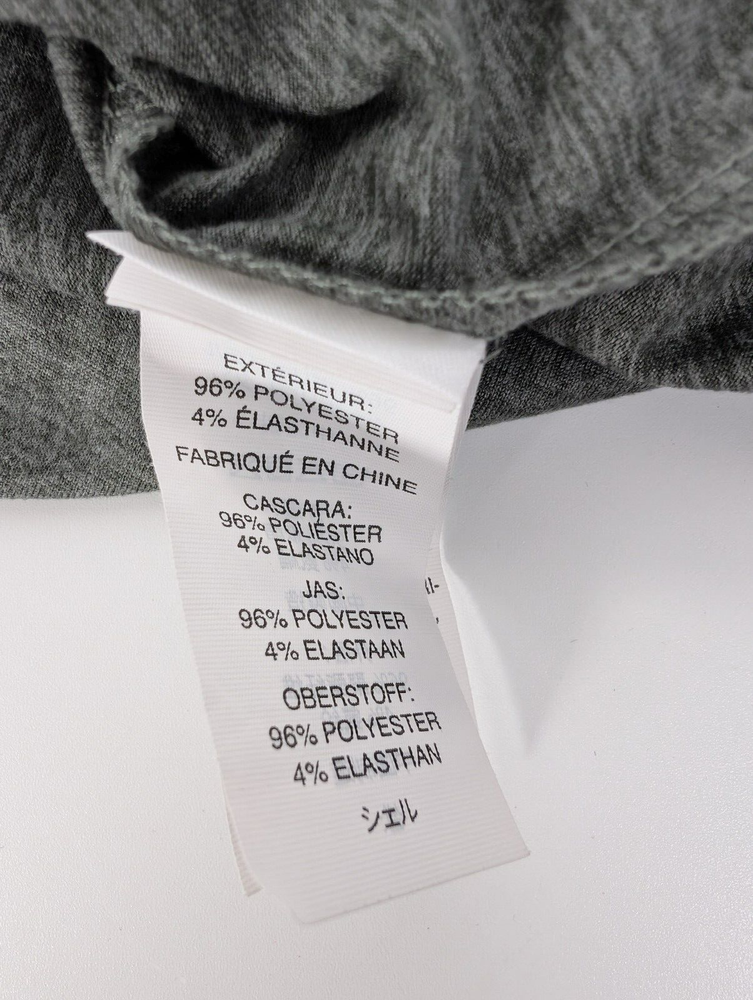 EXTÉRIEUR:
96% POLYESTER
4% ÉLASTHANNE
FABRIQUÉ EN CHINE
CASCARA:
96% POLIÉSTER
4% ELASTANO
JAS:
96% POLYESTER
4% ELASTAAN
OBERSTOFF:
96% POLYESTER
4% ELASTHAN
シェル